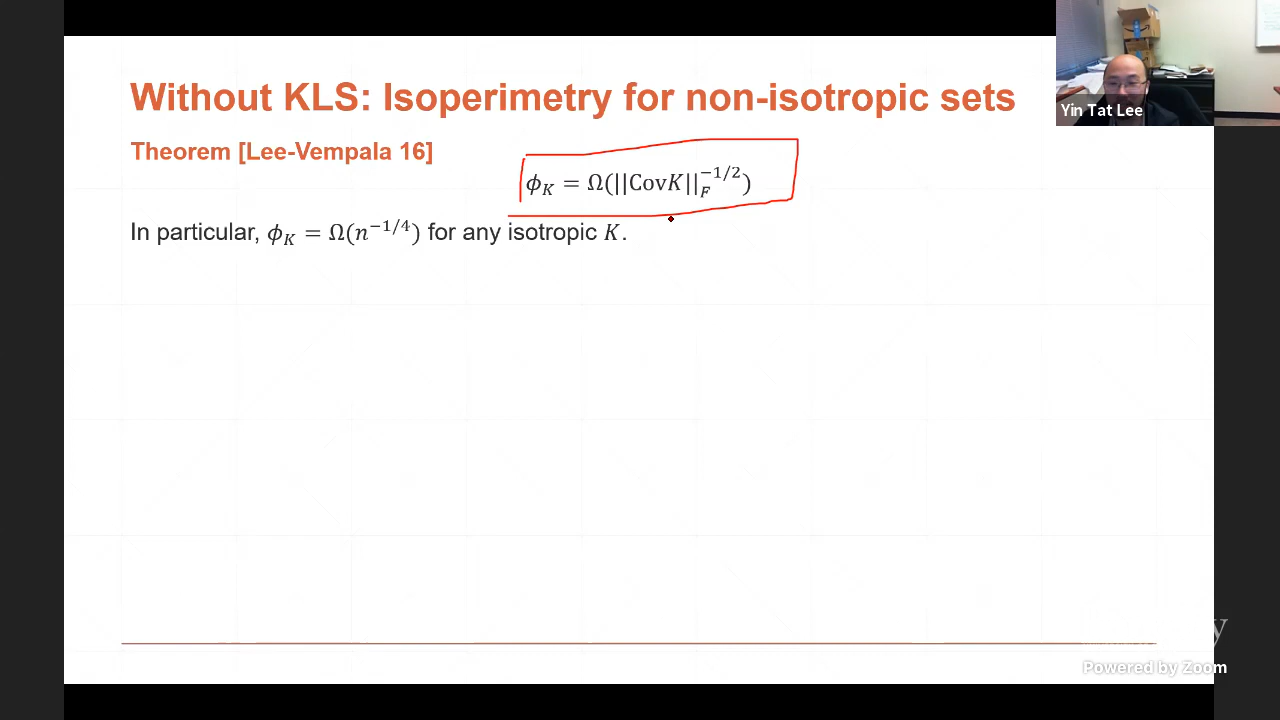 Without KLS: Isoperimetry for non-isotropic sets
Yin Tat Lee
Theorem [Lee-Vempala 16]
ϕ_K = Ω(||CovK||_F^{-1/2})
In particular, ϕ_K = Ω(n^{-1/4}) for any isotropic K.
y
Powered by Zoom